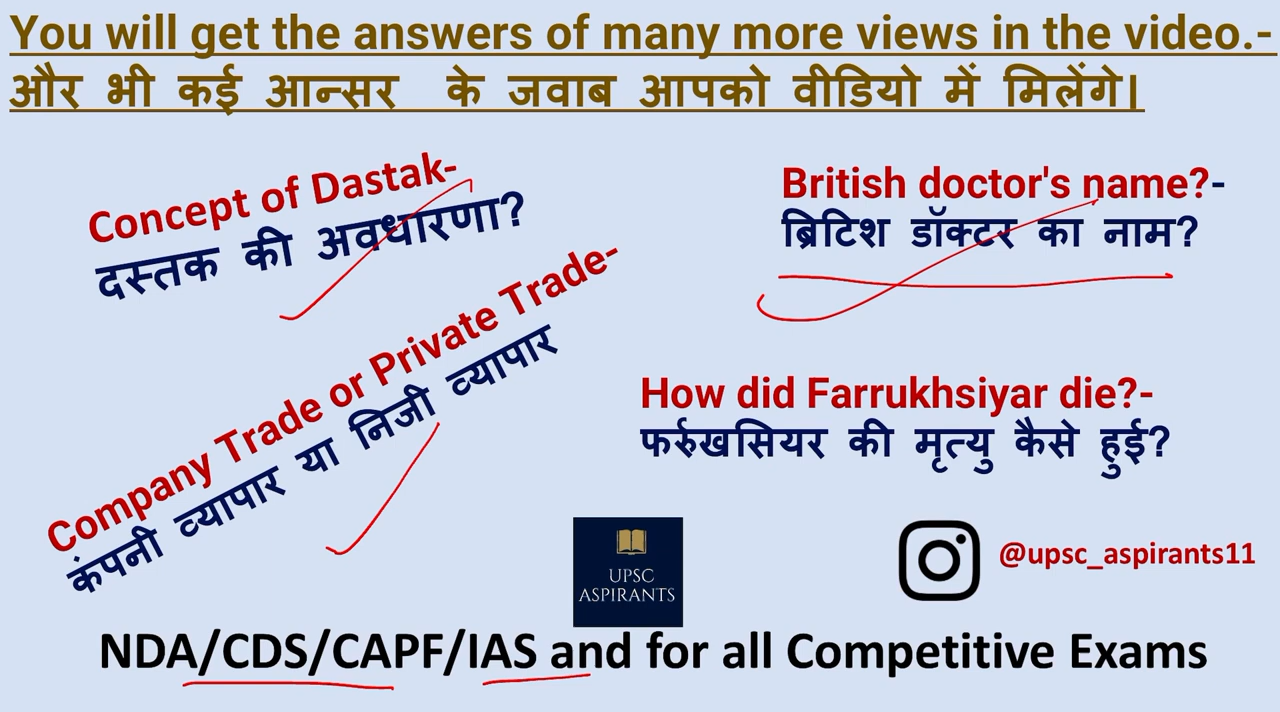 You will get the answers of many more views in the video.-
और भी कई आन्सर के जवाब आपको वीडियो में मिलेंगे।
Concept of Dastak-
दस्तक की अवधारणा?
British doctor's name?-
ब्रिटिश डॉक्टर का नाम?
Company Trade or Private Trade-
कंपनी व्यापार या निजी व्यापार
How did Farrukhsiyar die?-
फर्रुखसियर की मृत्यु कैसे हुई?
UPSC
ASPIRANTS
@upsc_aspirants11
NDA/CDS/CAPF/IAS and for all Competitive Exams